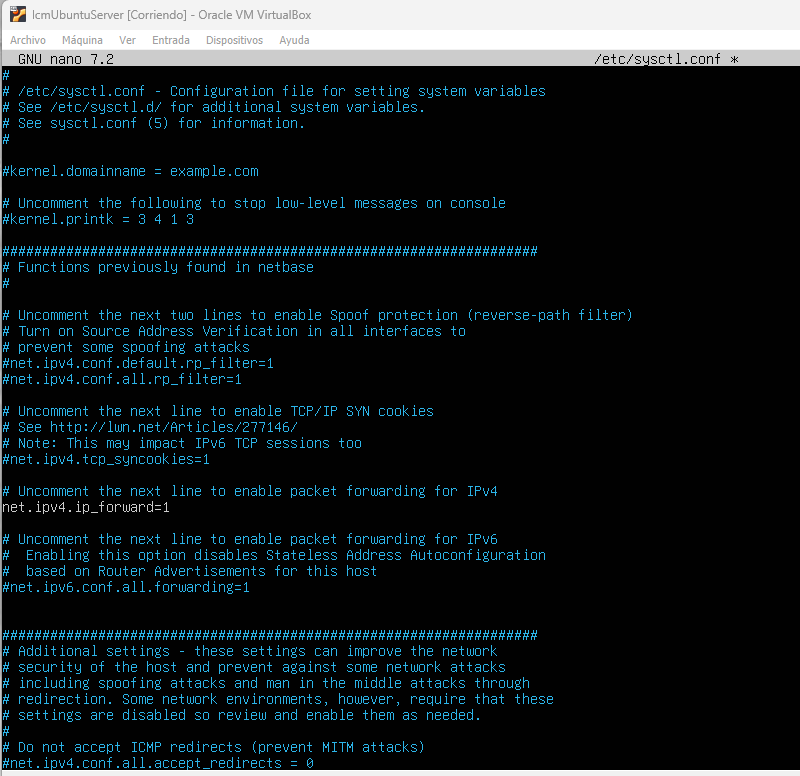 lcmUbuntuServer [Corriendo] - Oracle VM VirtualBox
Archivo Máquina Ver Entrada Dispositivos Ayuda
GNU nano 7.2 /etc/sysctl.conf *
#
# /etc/sysctl.conf - Configuration file for setting system variables
# See /etc/sysctl.d/ for additional system variables.
# See sysctl.conf (5) for information.
#
#kernel.domainname = example.com
# Uncomment the following to stop low-level messages on console
#kernel.printk = 3 4 1 3
###################################################################
# Functions previously found in netbase
#
# Uncomment the next two lines to enable Spoof protection (reverse-path filter)
# Turn on Source Address Verification in all interfaces to
# prevent some spoofing attacks
#net.ipv4.conf.default.rp_filter=1
#net.ipv4.conf.all.rp_filter=1
# Uncomment the next line to enable TCP/IP SYN cookies
# See http://lwn.net/Articles/277146/
# Note: This may impact IPv6 TCP sessions too
#net.ipv4.tcp_syncookies=1
# Uncomment the next line to enable packet forwarding for IPv4
net.ipv4.ip_forward=1
# Uncomment the next line to enable packet forwarding for IPv6
#  Enabling this option disables Stateless Address Autoconfiguration
#  based on Router Advertisements for this host
#net.ipv6.conf.all.forwarding=1
###################################################################
# Additional settings - these settings can improve the network
# security of the host and prevent against some network attacks
# including spoofing attacks and man in the middle attacks through
# redirection. Some network environments, however, require that these
# settings are disabled so review and enable them as needed.
#
# Do not accept ICMP redirects (prevent MITM attacks)
#net.ipv4.conf.all.accept_redirects = 0